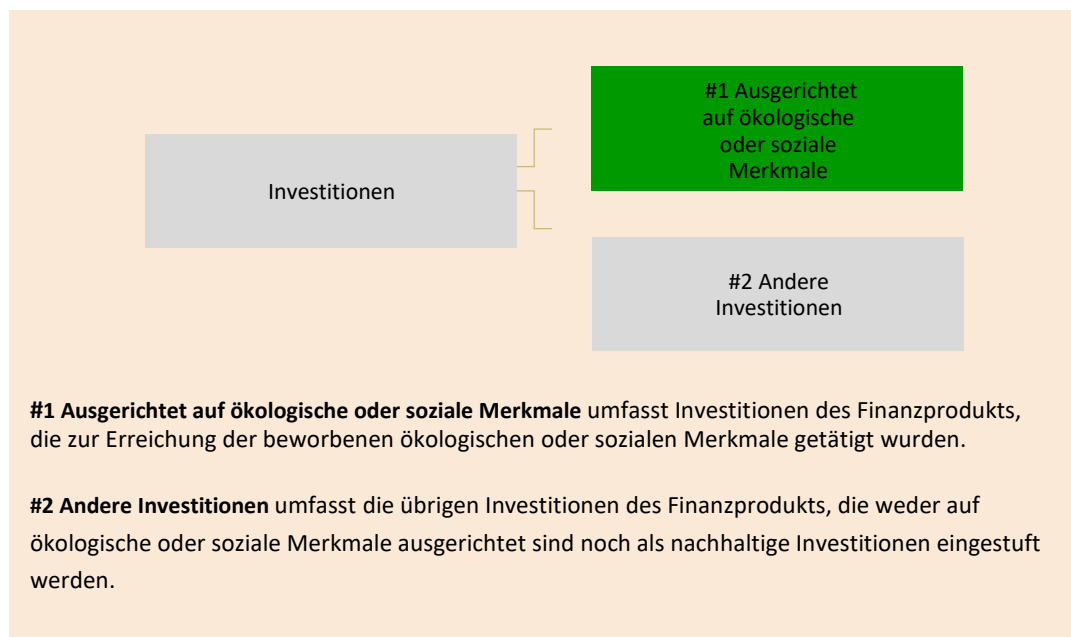 #1 Ausgerichtet
auf ökologische
oder soziale
Merkmale
Investitionen
#2 Andere
Investitionen
#1 Ausgerichtet auf ökologische oder soziale Merkmale umfasst Investitionen des Finanzprodukts,
die zur Erreichung der beworbenen ökologischen oder sozialen Merkmale getätigt wurden.
#2 Andere Investitionen umfasst die übrigen Investitionen des Finanzprodukts, die weder auf
ökologische oder soziale Merkmale ausgerichtet sind noch als nachhaltige Investitionen eingestuft
werden.